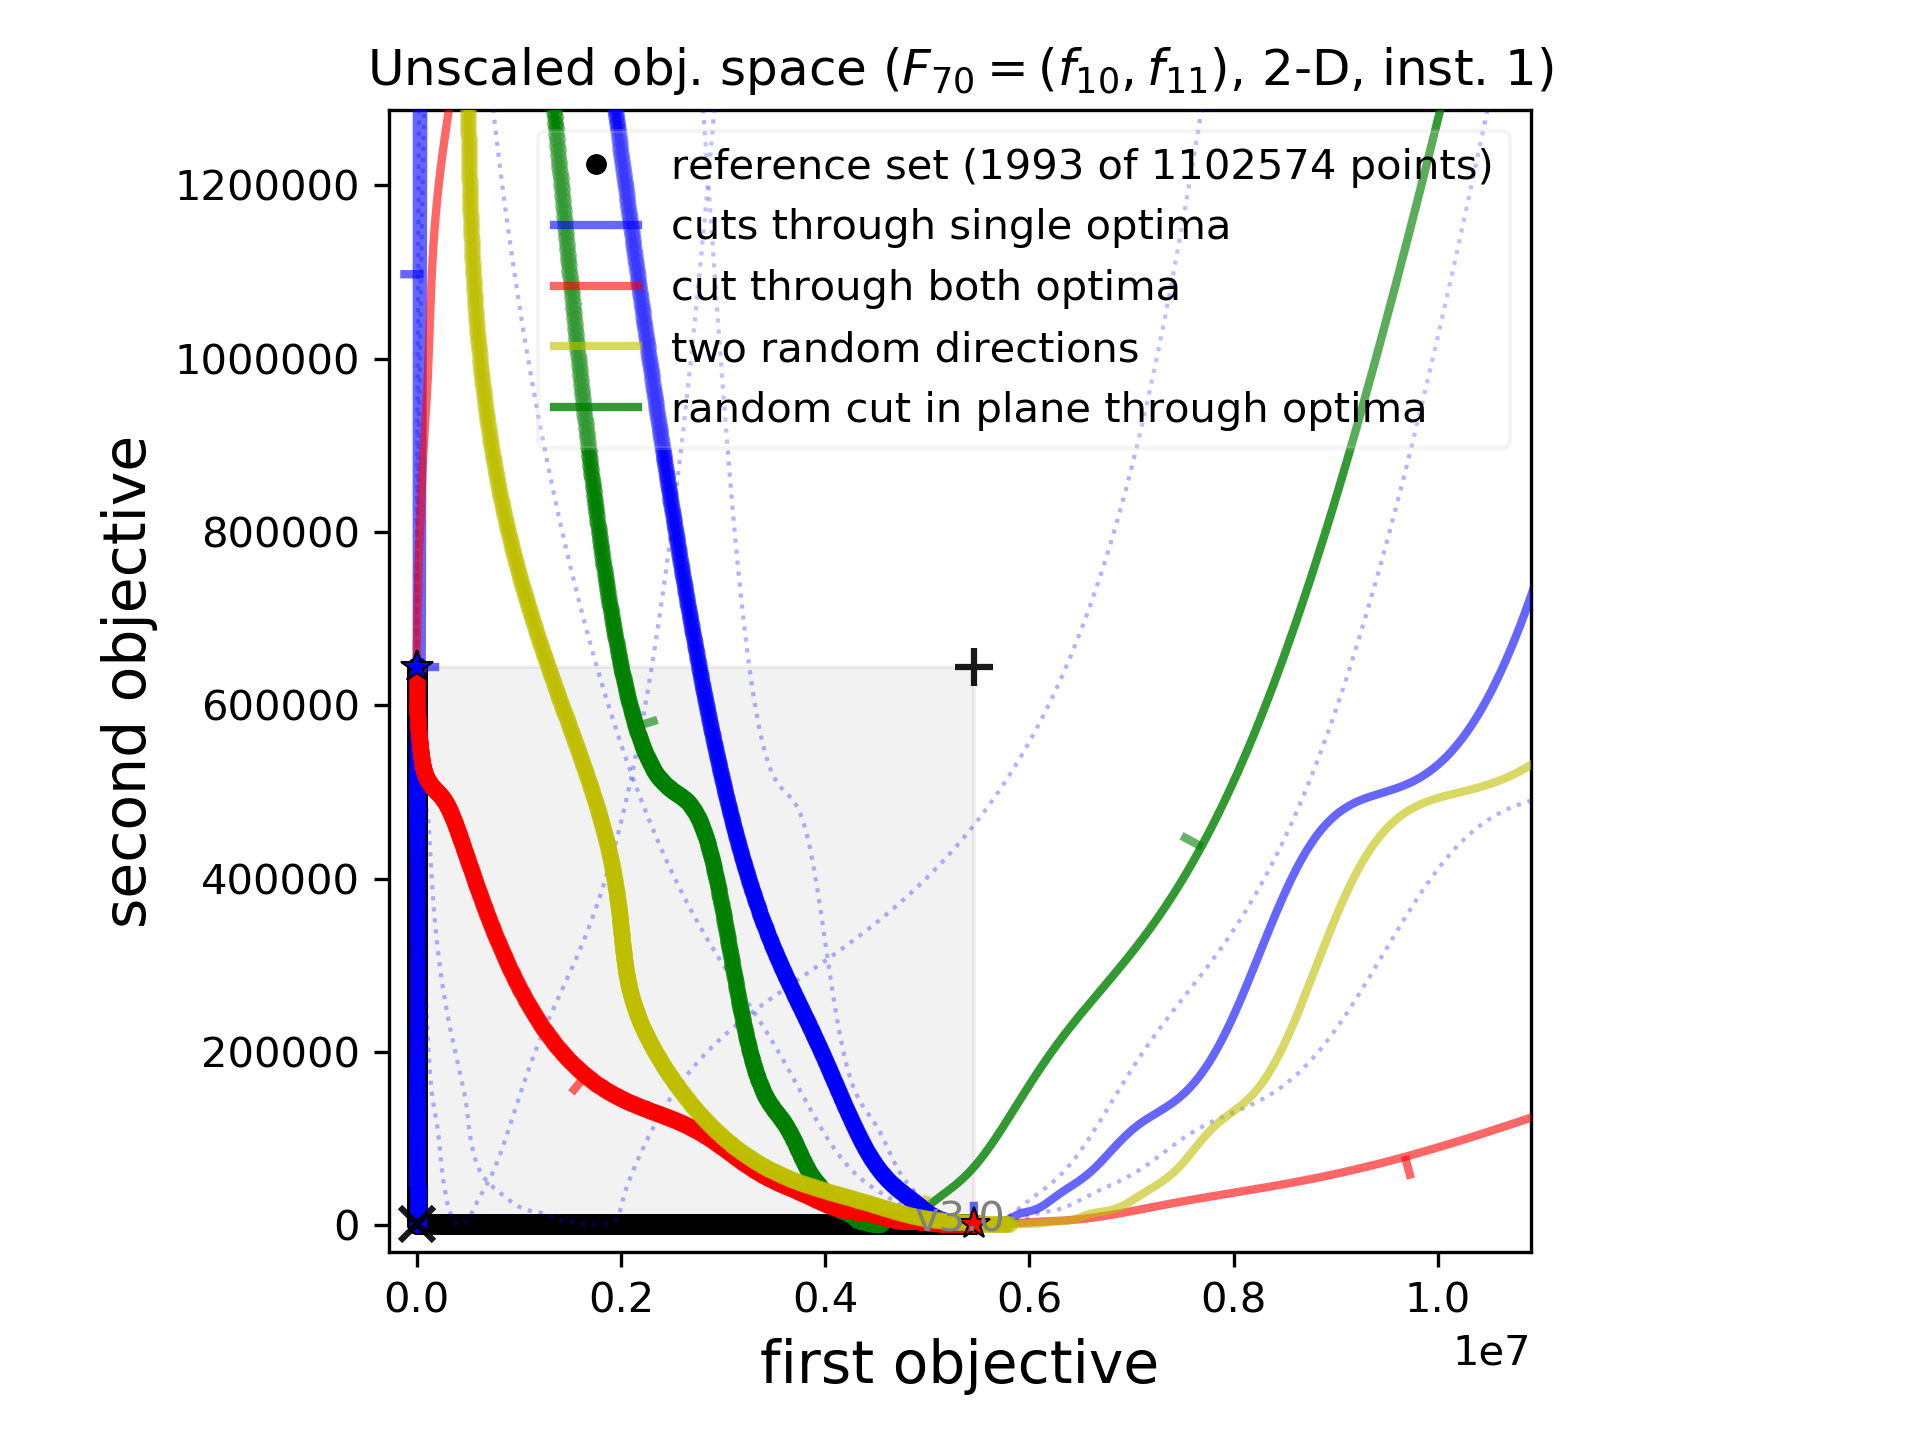 Unscaled obj. space (F70 = (f10, f11), 2-D, inst. 1)
reference set (1993 of 1102574 points)
cuts through single optima
cut through both optima
two random directions
random cut in plane through optima
second objective
1200000
1000000
800000
600000
400000
200000
0
v3.0
0.0 0.2 0.4 0.6 0.8 1.0
1e7
first objective